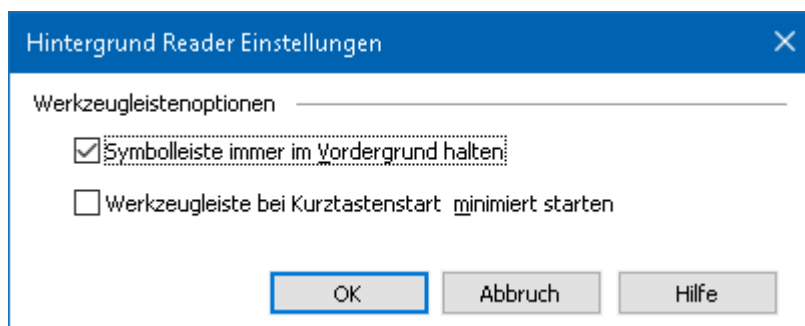 Hintergrund Reader Einstellungen
Werkzeugleistenoptionen
Symbolleiste immer im Vordergrund halten
Werkzeugleiste bei Kurztastenstart minimiert starten
OK Abbruch Hilfe